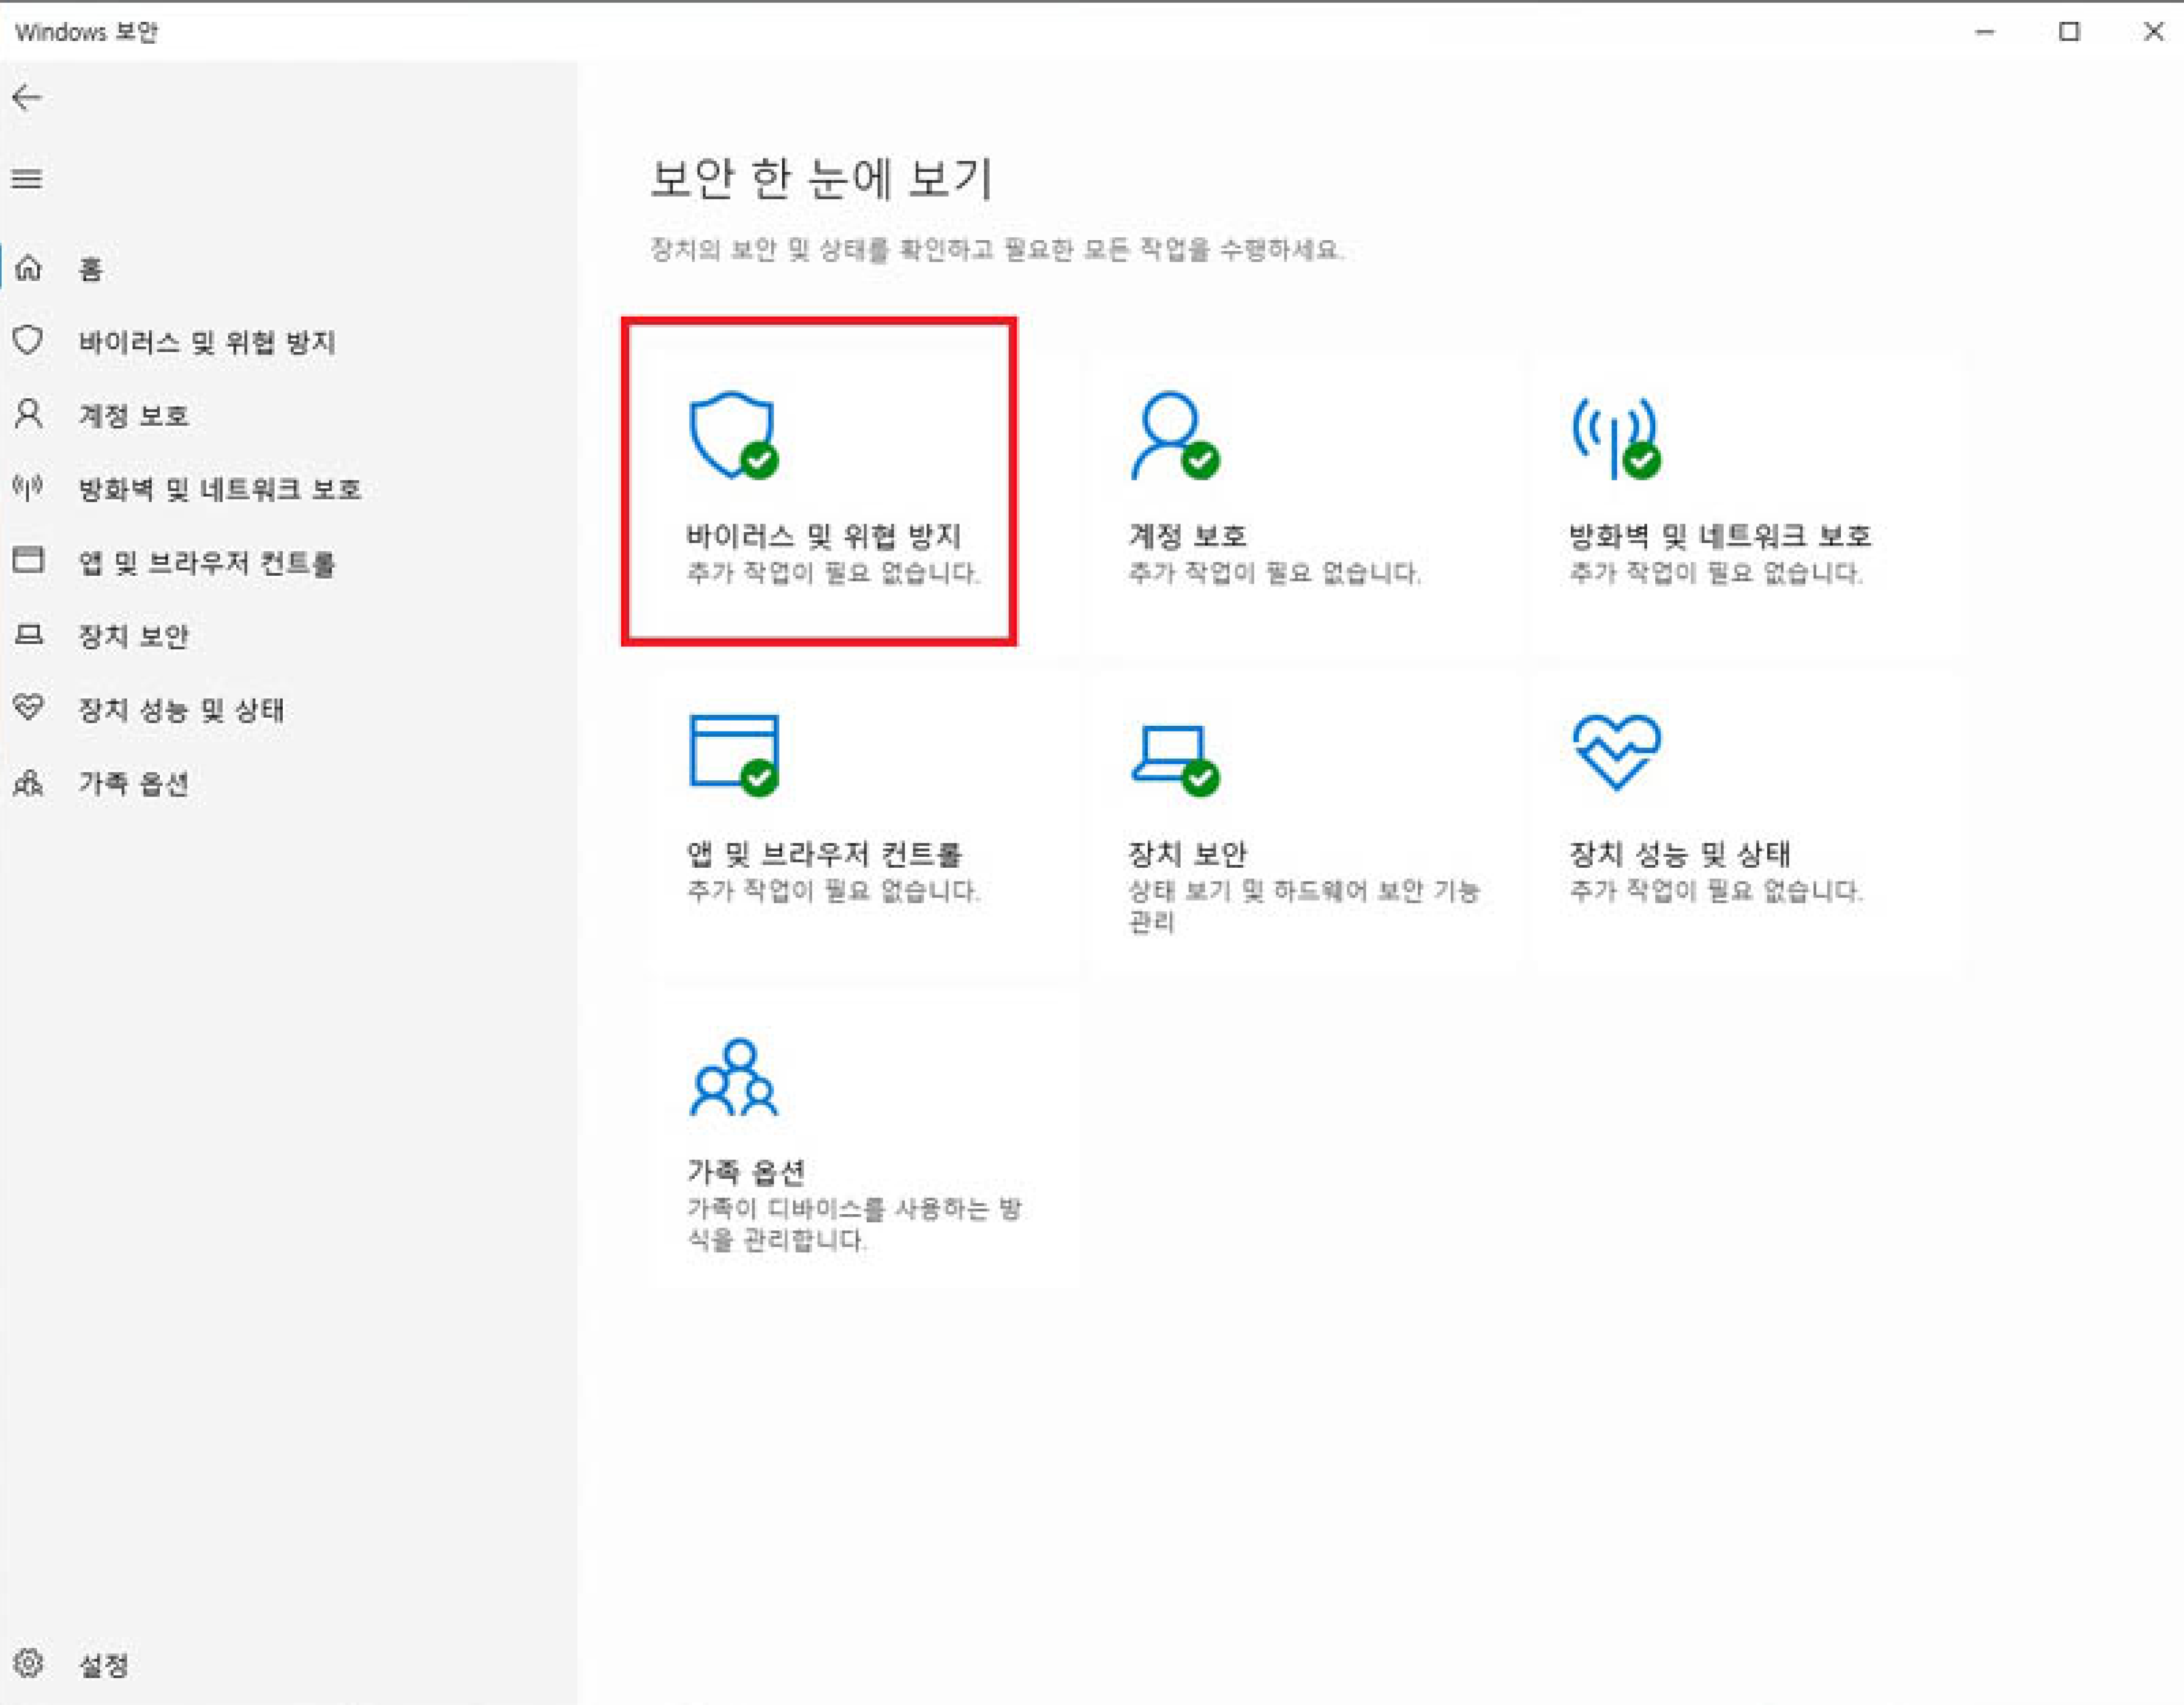 Windows 보안
홈
바이러스 및 위협 방지
계정 보호
방화벽 및 네트워크 보호
앱 및 브라우저 컨트롤
장치 보안
장치 성능 및 상태
가족 옵션
설정
보안 한 눈에 보기
장치의 보안 및 상태를 확인하고 필요한 모든 작업을 수행하세요.
바이러스 및 위협 방지
추가 작업이 필요 없습니다.
계정 보호
추가 작업이 필요 없습니다.
방화벽 및 네트워크 보호
추가 작업이 필요 없습니다.
앱 및 브라우저 컨트롤
추가 작업이 필요 없습니다.
장치 보안
상태 보기 및 하드웨어 보안 기능
관리
장치 성능 및 상태
추가 작업이 필요 없습니다.
가족 옵션
가족이 디바이스를 사용하는 방
식을 관리합니다.